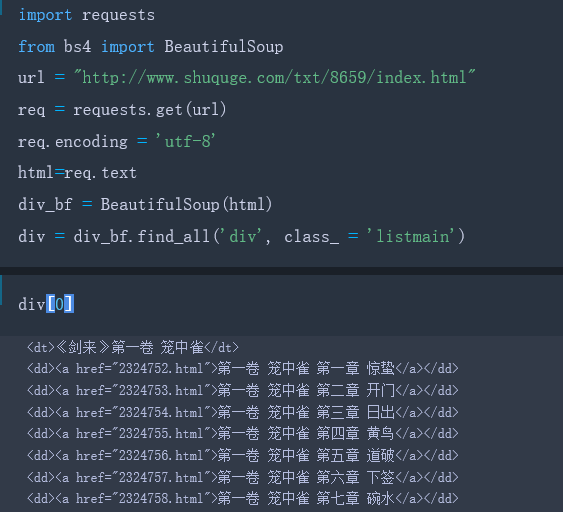 import requests
from bs4 import BeautifulSoup
url = "http://www.shuquge.com/txt/8659/index.html"
req = requests.get(url)
req.encoding = 'utf-8'
html=req.text
div_bf = BeautifulSoup(html)
div = div_bf.find_all('div', class_ = 'listmain')
div[0]
<dt>《剑来》第一卷 笼中雀</dt>
<dd><a href="2324752.html">第一卷 笼中雀 第一章 惊蛰</a></dd>
<dd><a href="2324753.html">第一卷 笼中雀 第二章 开门</a></dd>
<dd><a href="2324754.html">第一卷 笼中雀 第三章 日出</a></dd>
<dd><a href="2324755.html">第一卷 笼中雀 第四章 黄鸟</a></dd>
<dd><a href="2324756.html">第一卷 笼中雀 第五章 道破</a></dd>
<dd><a href="2324757.html">第一卷 笼中雀 第六章 下签</a></dd>
<dd><a href="2324758.html">第一卷 笼中雀 第七章 碗水</a></dd>